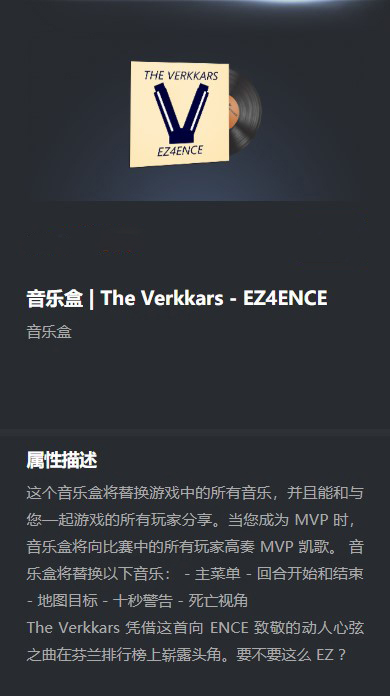 THE VERKKARS
EZ4ENCE
音乐盒 | The Verkkars - EZ4ENCE
音乐盒
属性描述
这个音乐盒将替换游戏中的所有音乐，并且能和与
您一起游戏的所有玩家分享。当您成为 MVP 时，
音乐盒将向比赛中的所有玩家高奏 MVP 凯歌。 音
乐盒将替换以下音乐： - 主菜单 - 回合开始和结束
- 地图目标 - 十秒警告 - 死亡视角
The Verkkars 凭借这首向 ENCE 致敬的动人心弦
之曲在芬兰排行榜上崭露头角。要不要这么 EZ ？